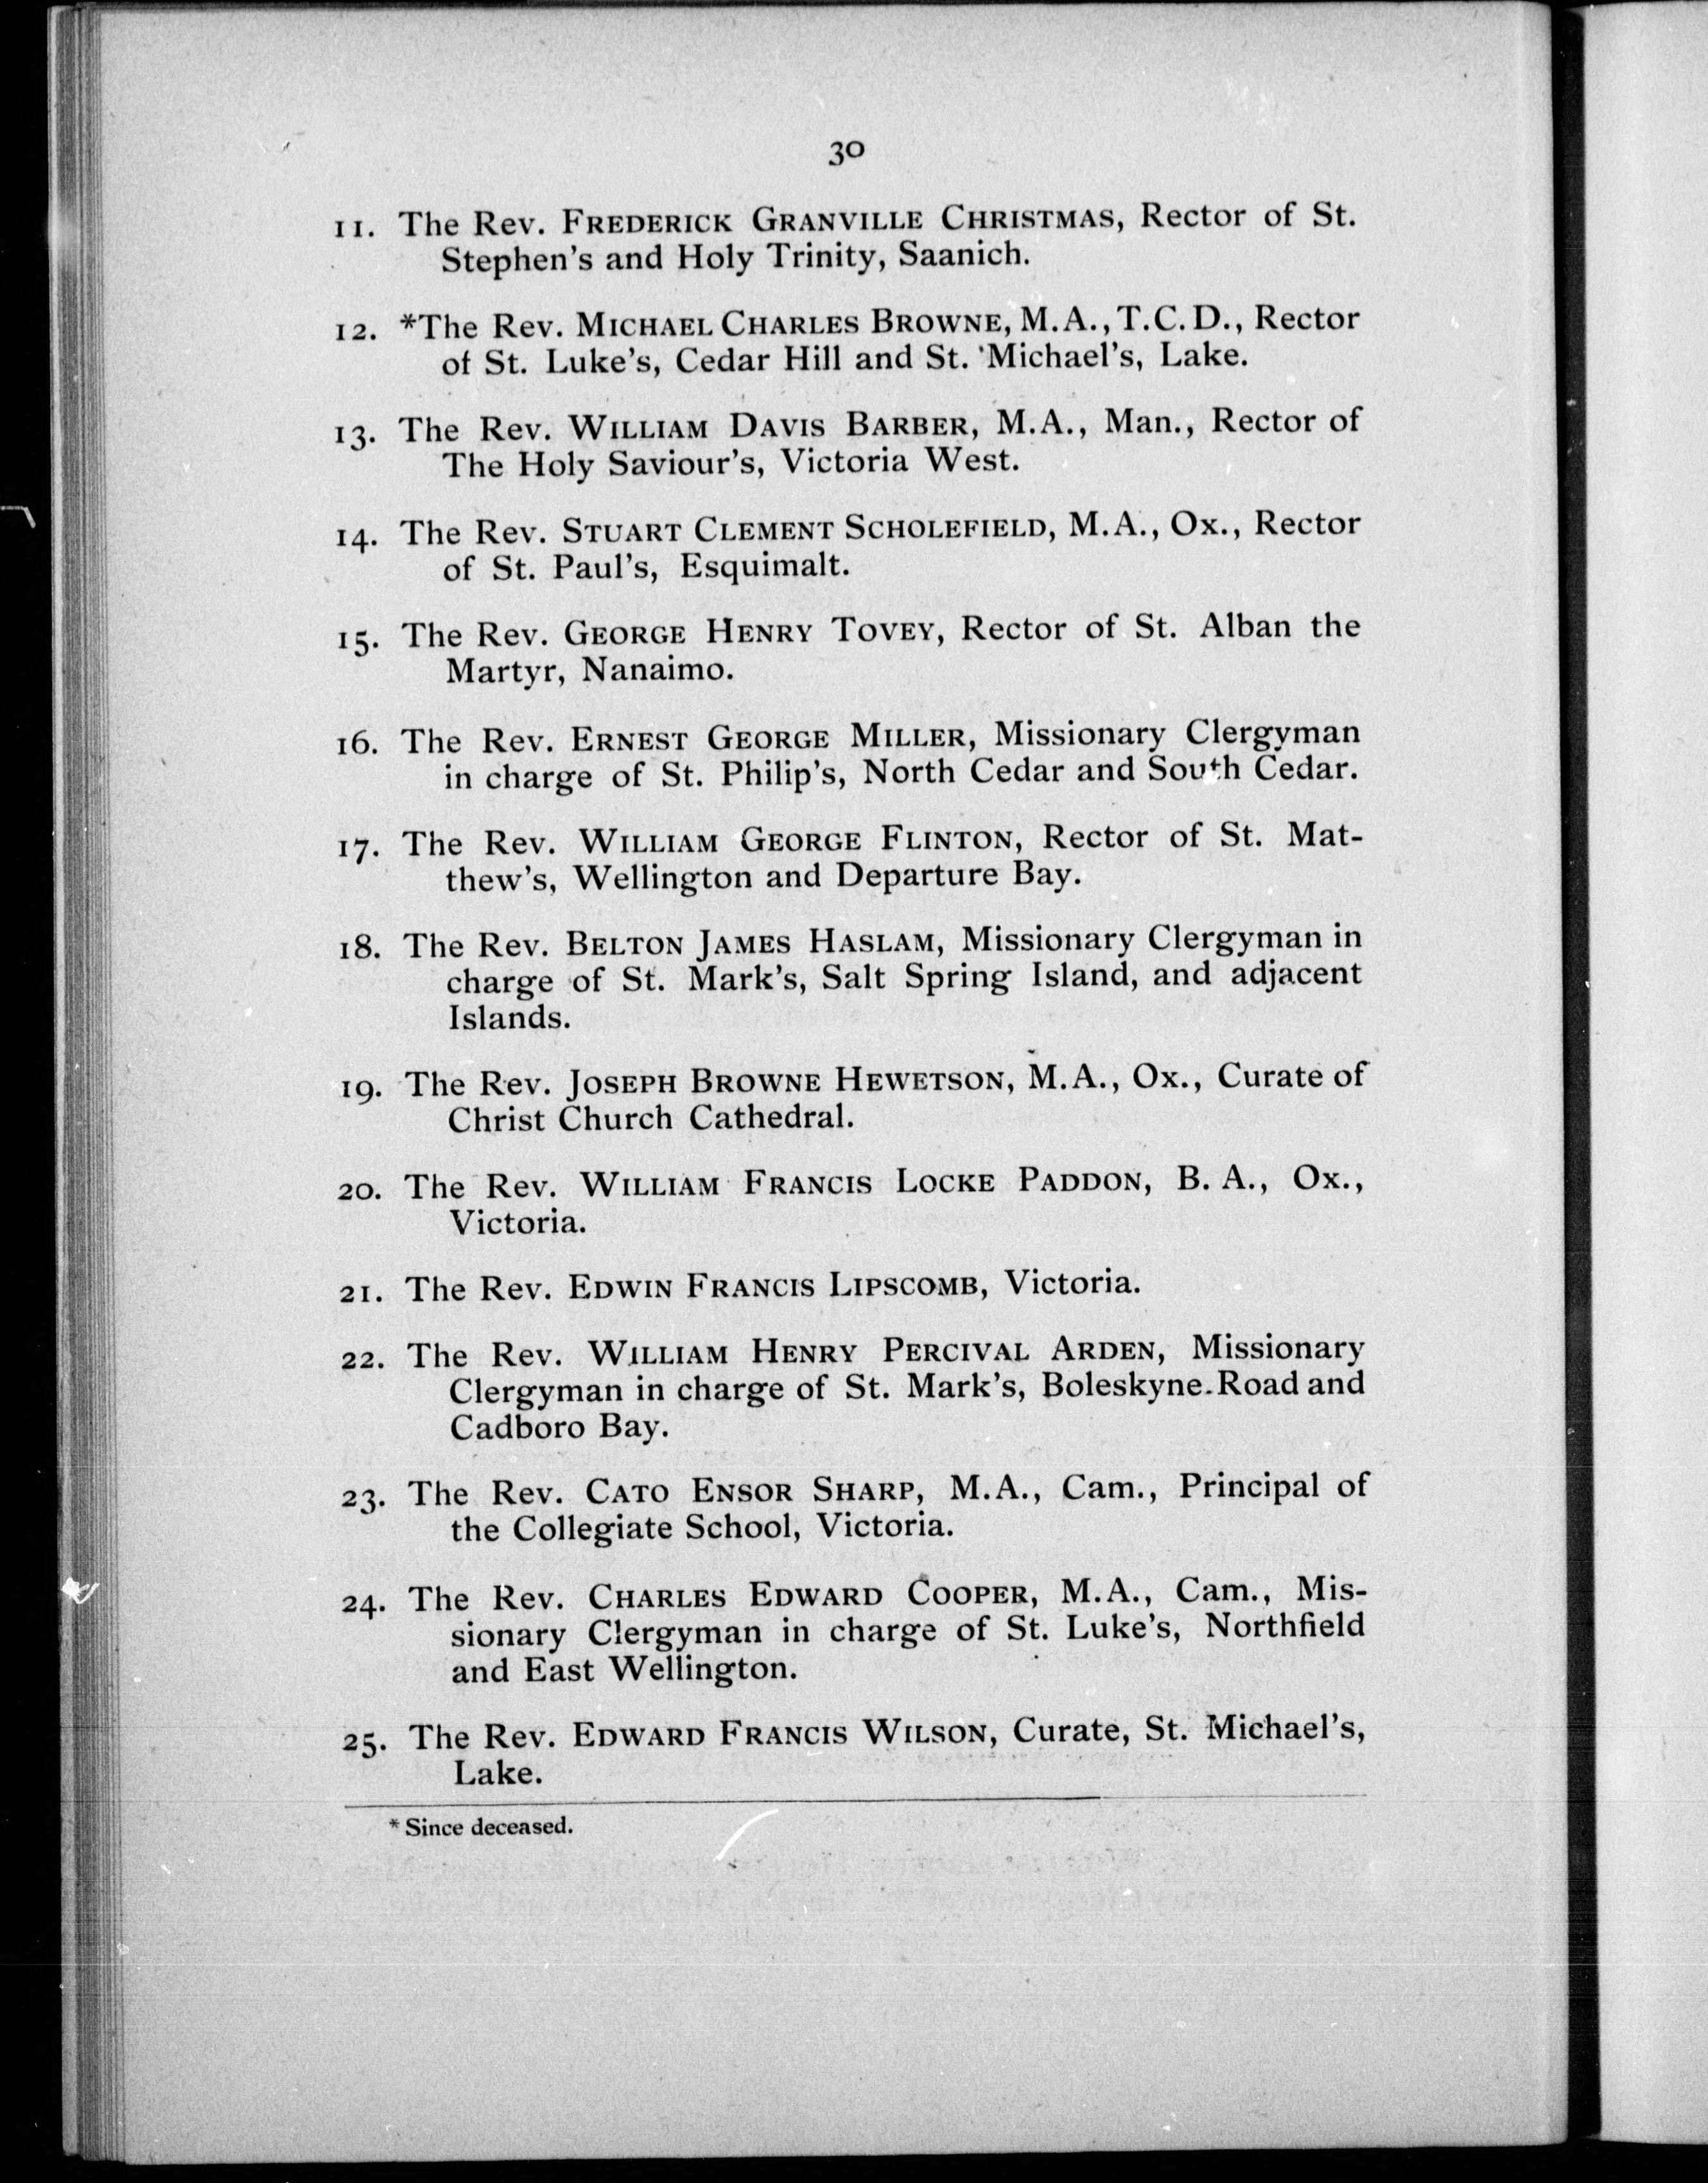 30
11. The Rev. FREDERICK GRANVILLE CHRISTMAS, Rector of St.
Stephen's and Holy Trinity, Saanich.
12. *The Rev. MICHAEL CHARLES BROWNE, M.A., T.C.D., Rector
of St. Luke's, Cedar Hill and St. Michael's, Lake.
13. The Rev. WILLIAM DAVIS BARBER, M.A., Man., Rector of
The Holy Saviour's, Victoria West.
14. The Rev. STUART CLEMENT SCHOLEFIELD, M.A., Ox., Rector
of St. Paul's, Esquimalt.
15. The Rev. GEORGE HENRY TOVEY, Rector of St. Alban the
Martyr, Nanaimo.
16. The Rev. ERNEST GEORGE MILLER, Missionary Clergyman
in charge of St. Philip's, North Cedar and South Cedar.
17. The Rev. WILLIAM GEORGE FLINTON, Rector of St. Mat-
thew's, Wellington and Departure Bay.
18. The Rev. BELTON JAMES HASLAM, Missionary Clergyman in
charge of St. Mark's, Salt Spring Island, and adjacent
Islands.
19. The Rev. JOSEPH BROWNE HEWETSON, M.A., Ox., Curate of
Christ Church Cathedral.
20. The Rev. WILLIAM FRANCIS LOCKE PADDON, B. A., Ox.,
Victoria.
21. The Rev. EDWIN FRANCIS LIPSCOMB, Victoria.
22. The Rev. WILLIAM HENRY PERCIVAL ARDEN, Missionary
Clergyman in charge of St. Mark's, Boleskyne-Road and
Cadboro Bay.
23. The Rev. CATO ENSOR SHARP, M.A., Cam., Principal of
the Collegiate School, Victoria.
24. The Rev. CHARLES EDWARD COOPER, M.A., Cam., Mis-
sionary Clergyman in charge of St. Luke's, Northfield
and East Wellington.
25. The Rev. EDWARD FRANCIS WILSON, Curate, St. Michael's,
Lake.
* Since deceased.